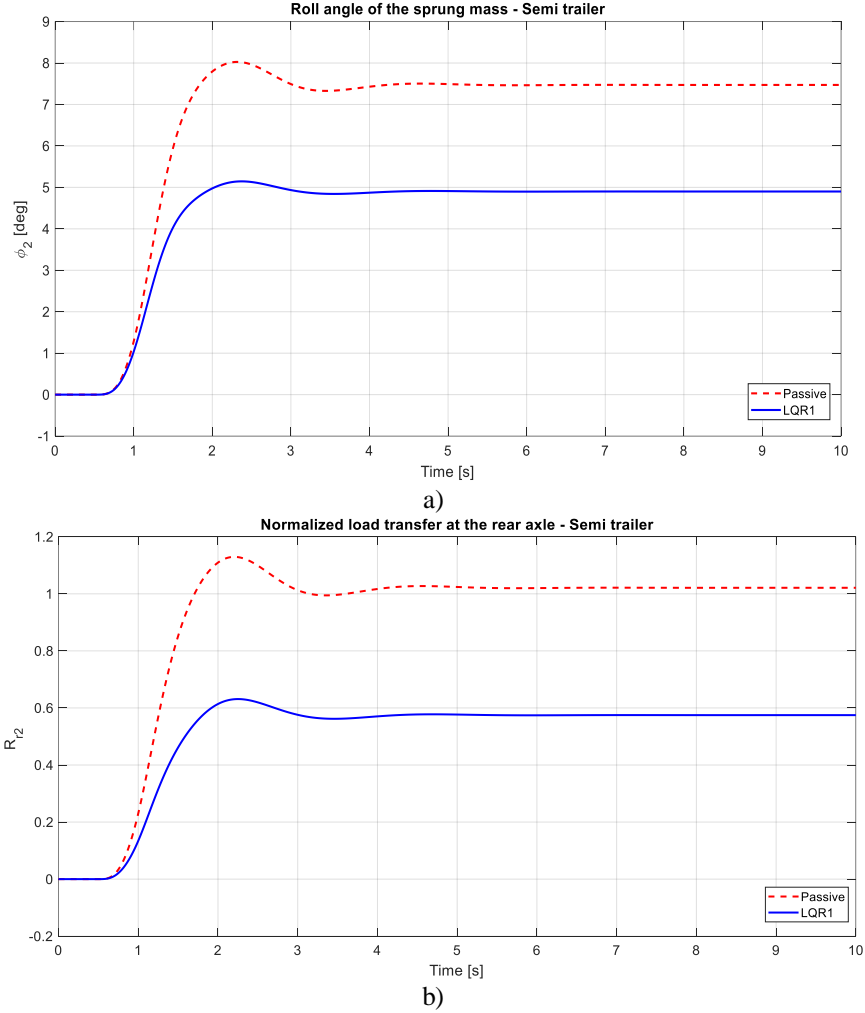 Roll angle of the sprung mass - Semi trailer
9
8
7
6
5
4
3
2
1
0
-1
ϕ2 [deg]
Passive
LQR1
0 1 2 3 4 5 6 7 8 9 10
Time [s]
a)
Normalized load transfer at the rear axle - Semi trailer
1.2
1
0.8
0.6
0.4
0.2
0
-0.2
Rr2
Passive
LQR1
0 1 2 3 4 5 6 7 8 9 10
Time [s]
b)